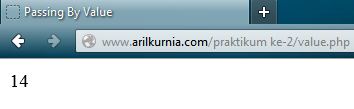 Passing By Value
www.arilkurnia.com/praktikum ke-2/value.php
14